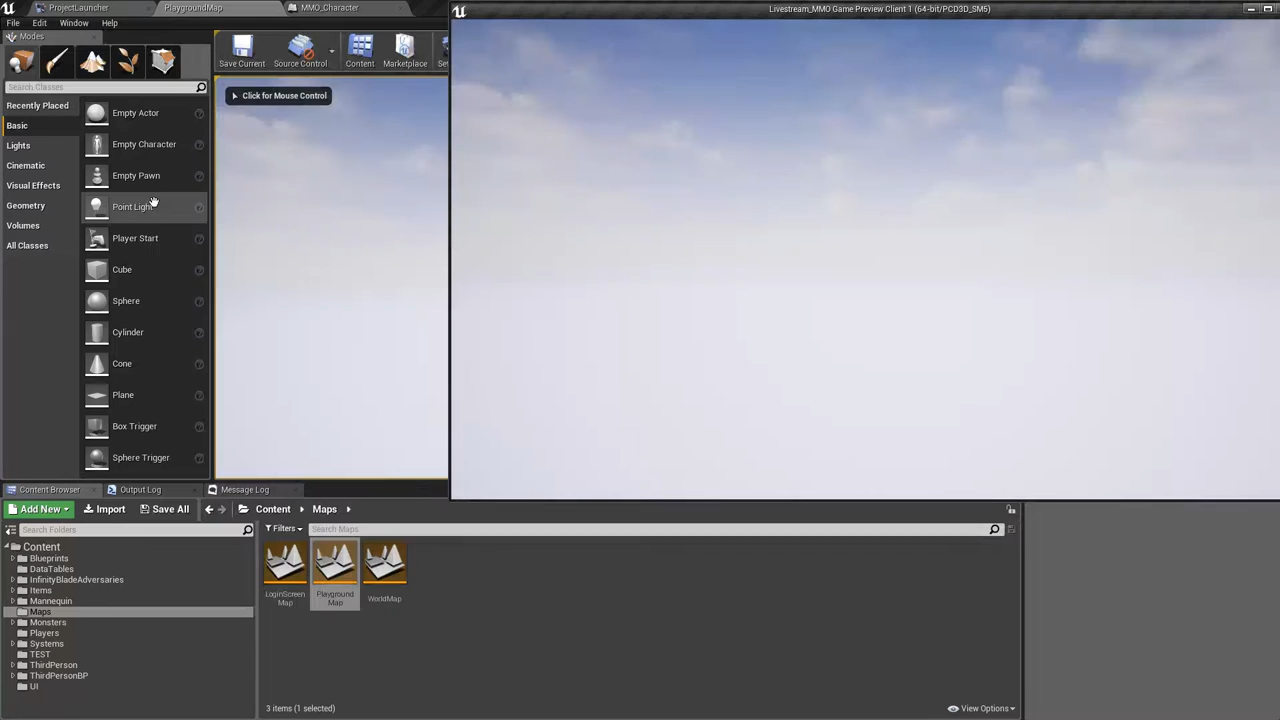 ProjectLauncher
PlaygroundMap
MMO_Character
Livestream_MMO Game Preview Client 1 (64-bit/PCD3D_SM5)
File Edit Window Help
Modes
Save Current
Source Control
Content
Marketplace
Search Classes
Click for Mouse Control
Recently Placed
Basic
Lights
Cinematic
Visual Effects
Geometry
Volumes
All Classes
Empty Actor
Empty Character
Empty Pawn
Point Light
Player Start
Cube
Sphere
Cylinder
Cone
Plane
Box Trigger
Sphere Trigger
Content Browser
Output Log
Message Log
Add New
Import
Save All
Content
Maps
Search Folders
Filters
Search Maps
Content
Blueprints
DataTables
InfinityBladeAdversaries
Items
Mannequin
Maps
Monsters
Players
Systems
TEST
ThirdPerson
ThirdPersonBP
UI
LoginScreen
Map
Playground
Map
WorldMap
3 items (1 selected)
View Options